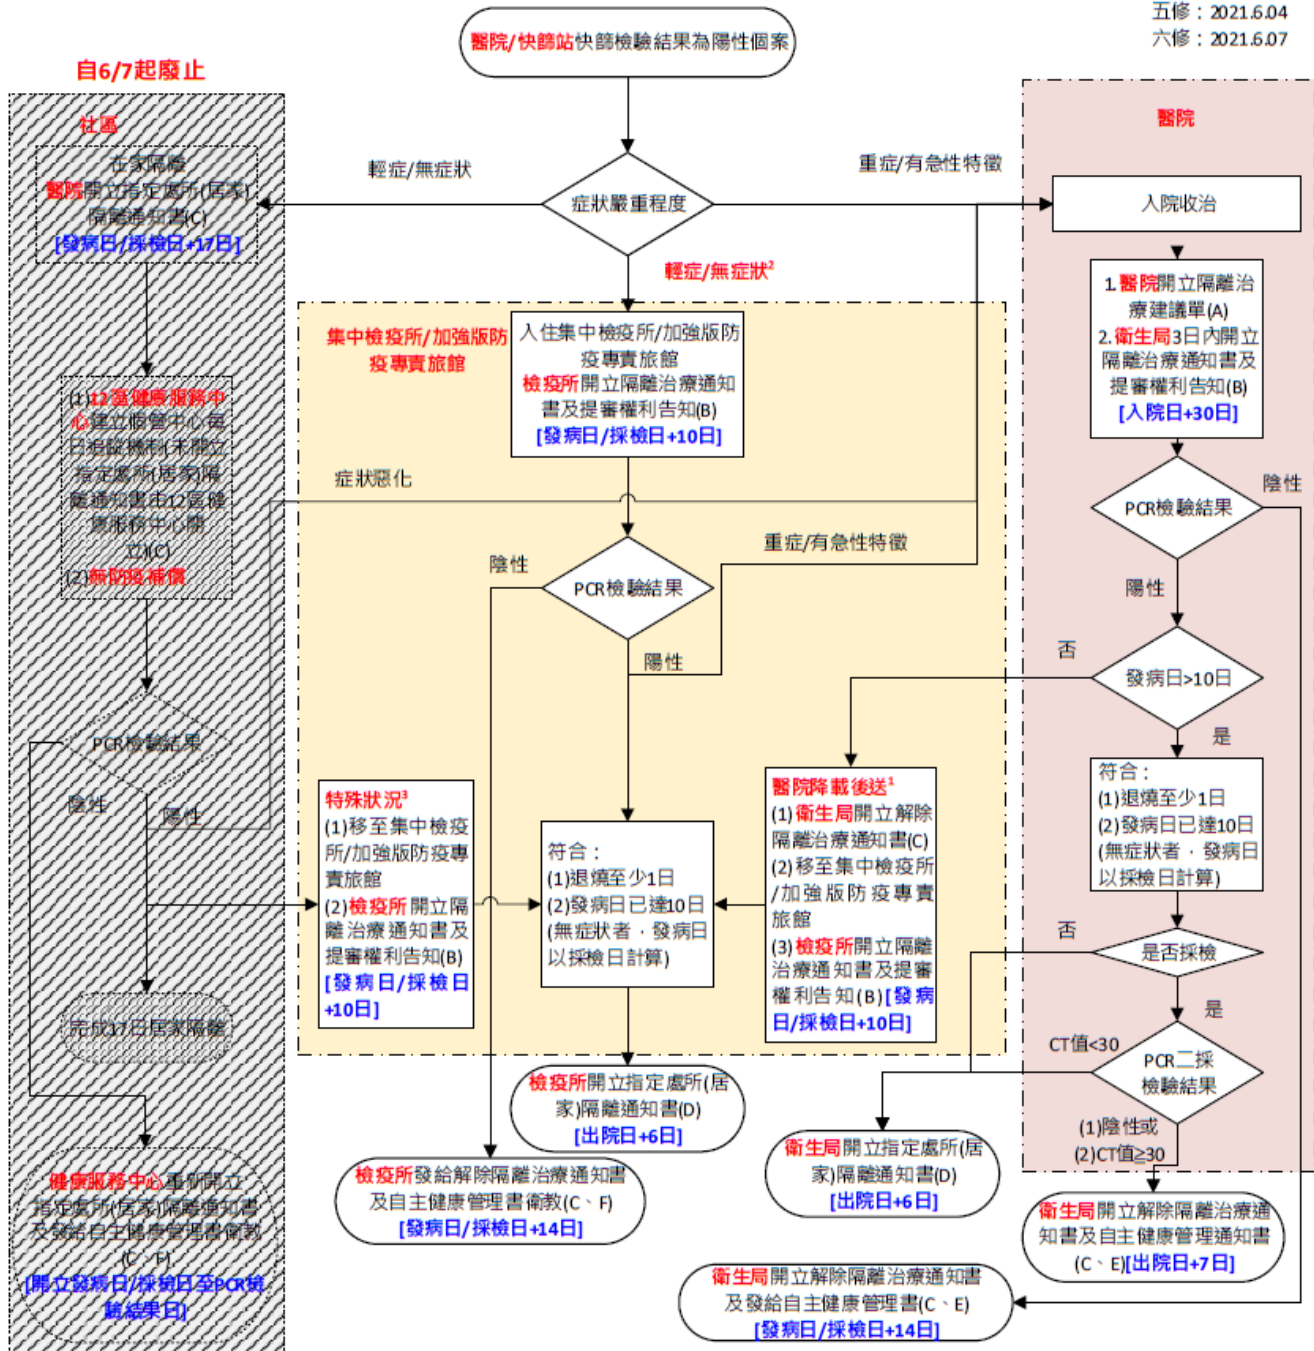 五修：2021.6.04
六修：2021.6.07
醫院/快篩站快篩檢驗結果為陽性個案
自6/7起廢止
社區
在家隔離
醫院開立指定處所(居家)
隔離通知書(C)
[發病日/採檢日+17日]
輕症/無症狀
症狀嚴重程度
重症/有急性特徵
醫院
入院收治
輕症/無症狀2
集中檢疫所/加強版防
疫專責旅館
入住集中檢疫所/加強版防
疫專責旅館
檢疫所開立隔離治療通知
書及提審權利告知(B)
[發病日/採檢日+10日]
1.醫院開立隔離治
療建議單(A)
2.衛生局3日內開立
隔離治療通知書及
提審權利告知(B)
[入院日+30日]
(1)12區健康服務中
心建立個管中心每
日追蹤機制(未開立
指定處所(居家)隔
離通知書由12區健
康服務中心開
立)(C)
(2)無防疫補償
症狀惡化
重症/有急性特徵
陰性
PCR檢驗結果
陽性
PCR檢驗結果
陰性
陽性
否
發病日>10日
是
PCR檢驗結果
陰性
陽性
特殊狀況3
(1)移至集中檢疫
所/加強版防疫專
責旅館
(2)檢疫所開立隔
離治療通知書及
提審權利告知(B)
[發病日/採檢日
+10日]
符合：
(1)退燒至少1日
(2)發病日已達10日
(無症狀者，發病日
以採檢日計算)
醫院降載後送1
(1)衛生局開立解除
隔離治療通知書(C)
(2)移至集中檢疫所
/加強版防疫專責
旅館
(3)檢疫所開立隔離
治療通知書及提審
權利告知(B)[發病
日/採檢日+10日]
符合：
(1)退燒至少1日
(2)發病日已達10日
(無症狀者，發病日
以採檢日計算)
否
是否採檢
是
CT值<30
PCR二採
檢驗結果
(1)陰性或
(2)CT值≧30
完成17日居家隔離
檢疫所開立指定處所(居
家)隔離通知書(D)
[出院日+6日]
衛生局開立指定處所(居
家)隔離通知書(D)
[出院日+6日]
檢疫所發給解除隔離治療通知書
及自主健康管理書衛教(C、F)
[發病日/採檢日+14日]
衛生局開立解除隔離治療通
知書及自主健康管理通知書
(C、E)[出院日+7日]
健康服務中心重新開立
指定處所(居家)隔離通知書
及發給自主健康管理書衛教
(C、F)
[開立發病日/採檢日至PCR檢
驗結果日]
衛生局開立解除隔離治療通知書
及發給自主健康管理書(C、E)
[發病日/採檢日+14日]